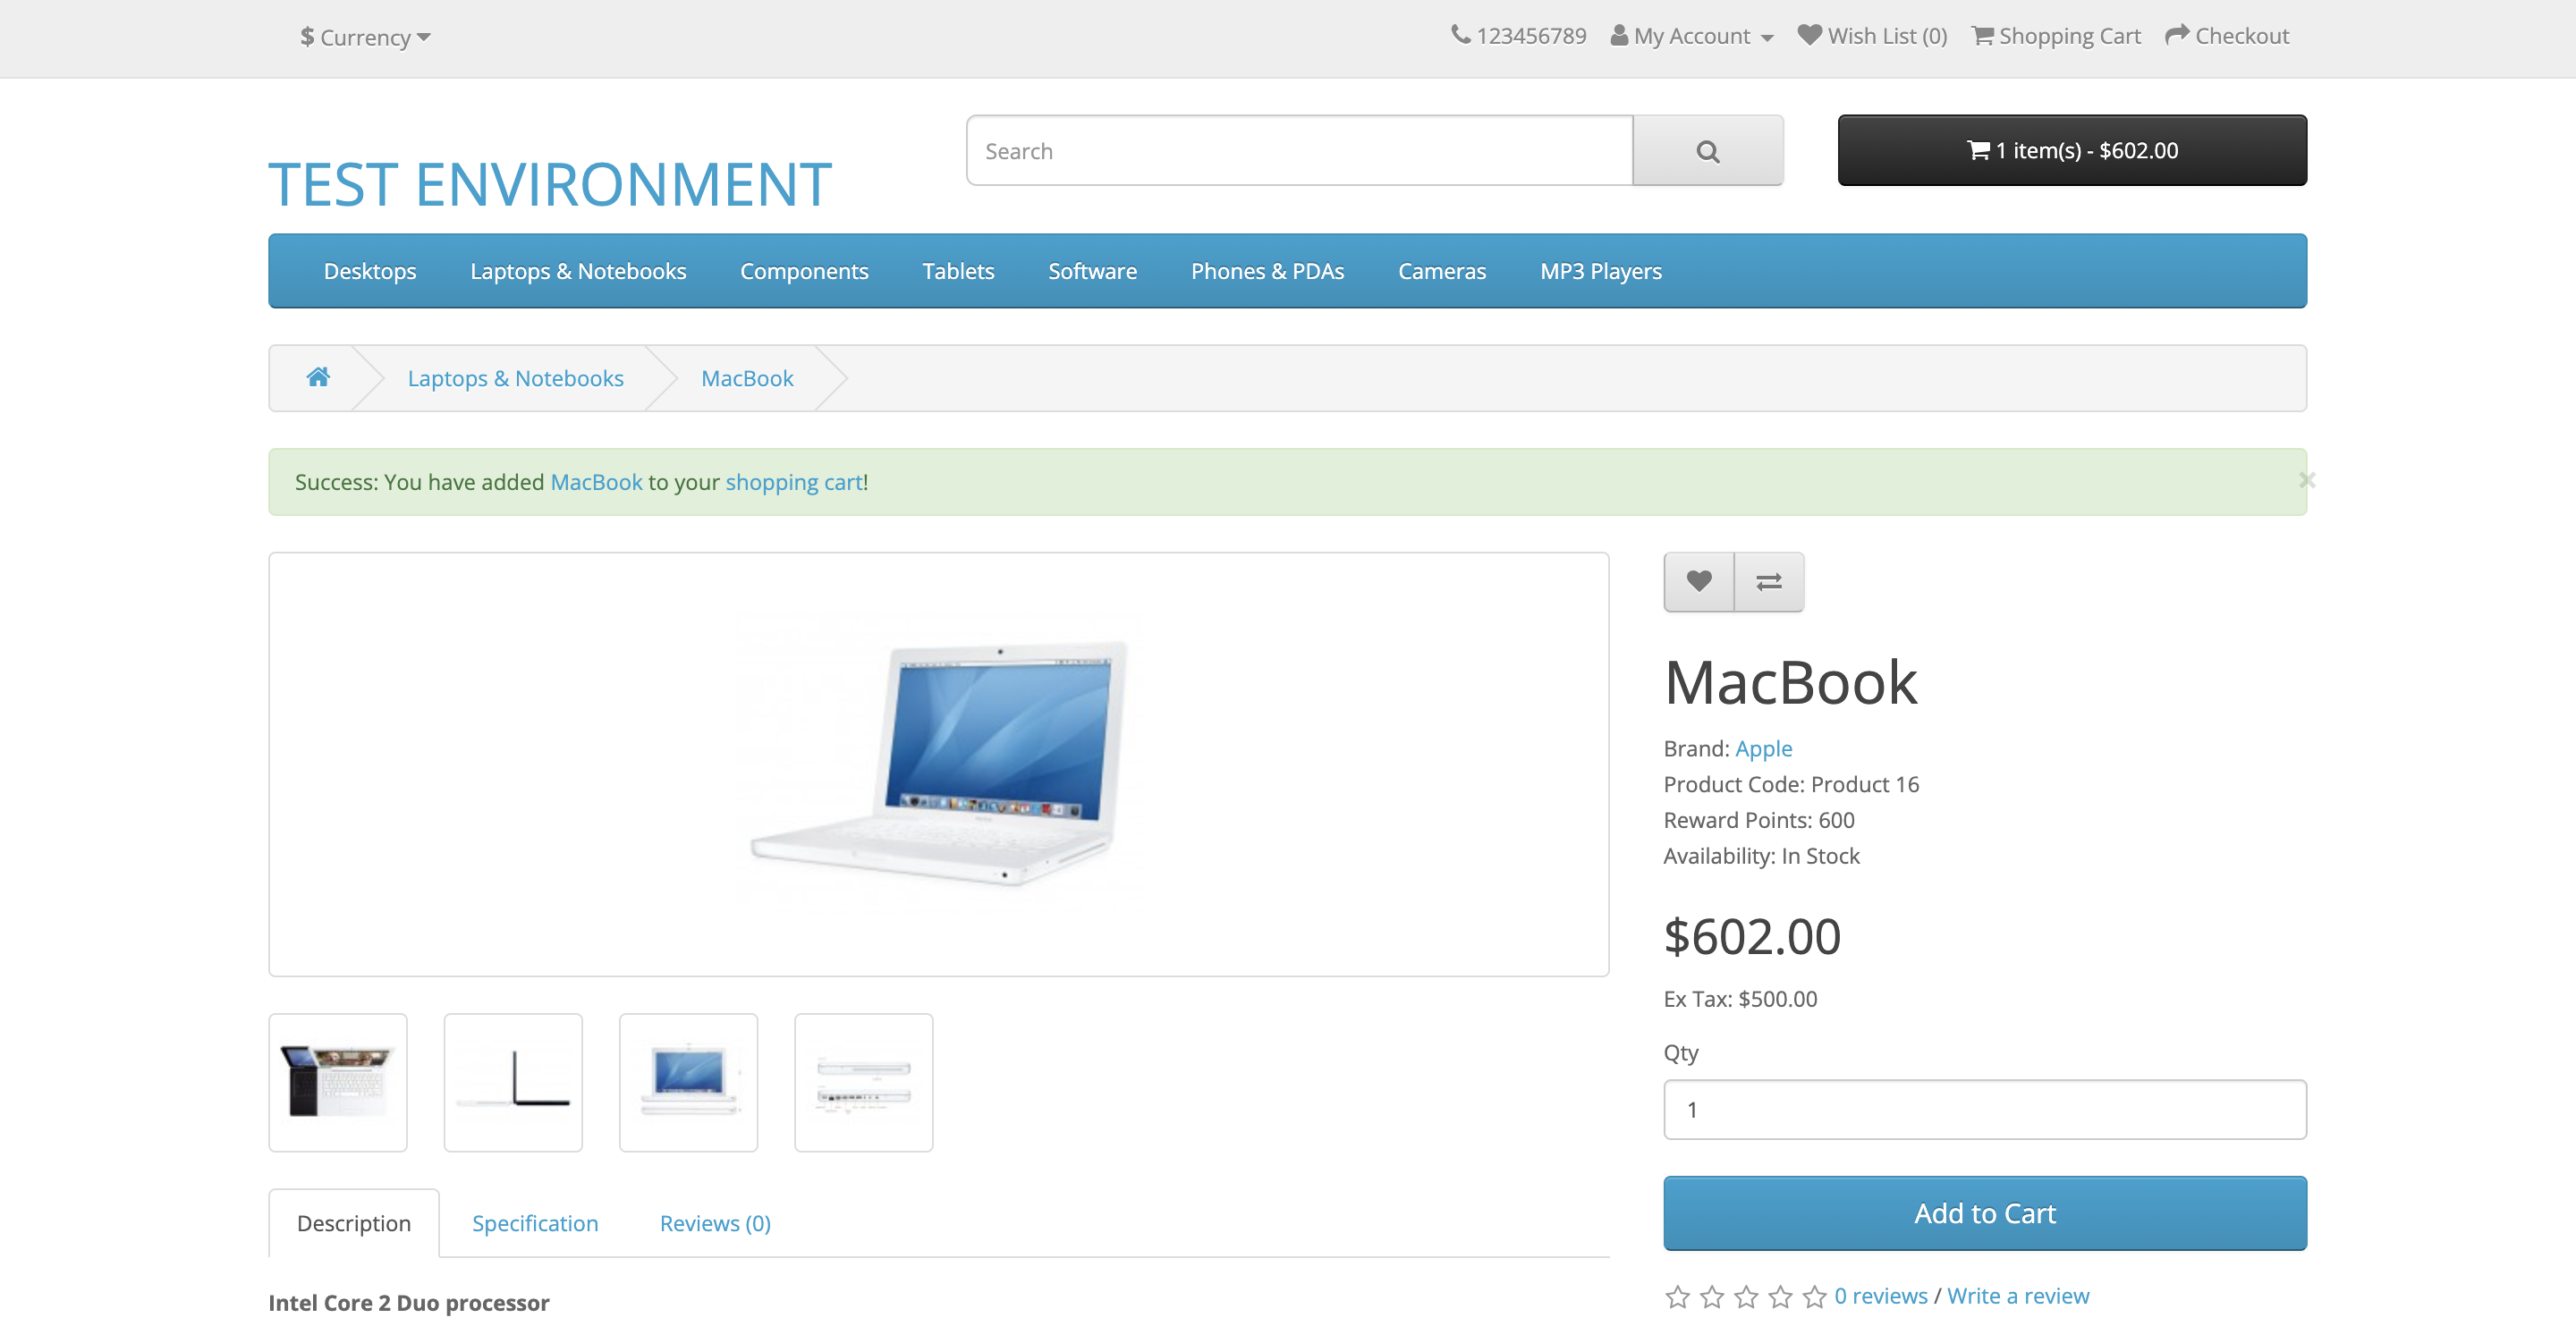 $ Currency
123456789 My Account Wish List (0) Shopping Cart Checkout
TEST ENVIRONMENT
Search
1 item(s) - $602.00
Desktops Laptops & Notebooks Components Tablets Software Phones & PDAs Cameras MP3 Players
Laptops & Notebooks MacBook
Success: You have added MacBook to your shopping cart!
×
MacBook
Brand: Apple
Product Code: Product 16
Reward Points: 600
Availability: In Stock
$602.00
Ex Tax: $500.00
Qty
1
Add to Cart
0 reviews / Write a review
Description Specification Reviews (0)
Intel Core 2 Duo processor